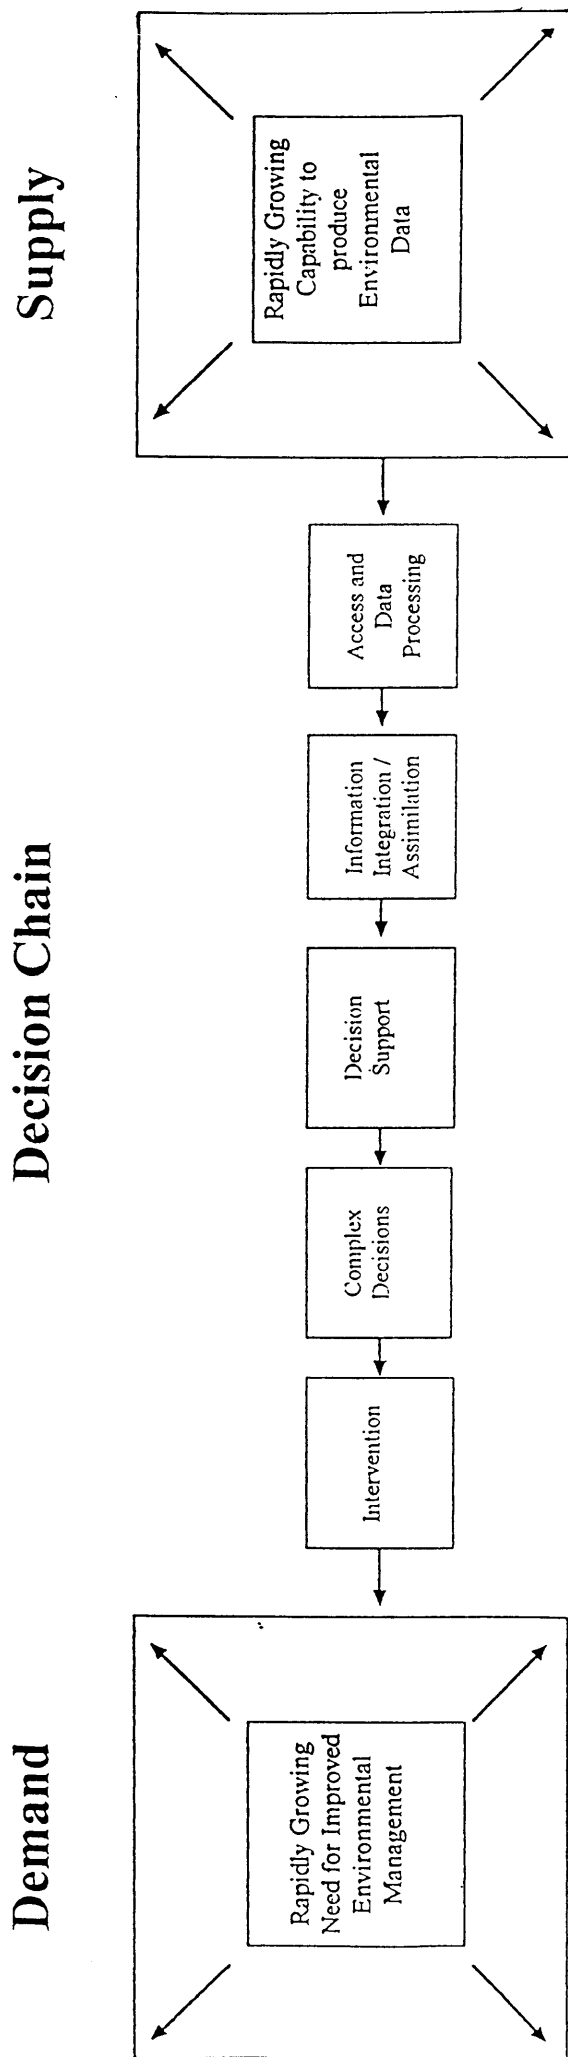 Demand
Decision Chain
Supply
Rapidly Growing
Need for Improved
Environmental
Management
Intervention
Complex
Decisions
Decision
Support
Information
Integration /
Assimilation
Access and
Data
Processing
Rapidly Growing
Capability to
produce
Environmental
Data